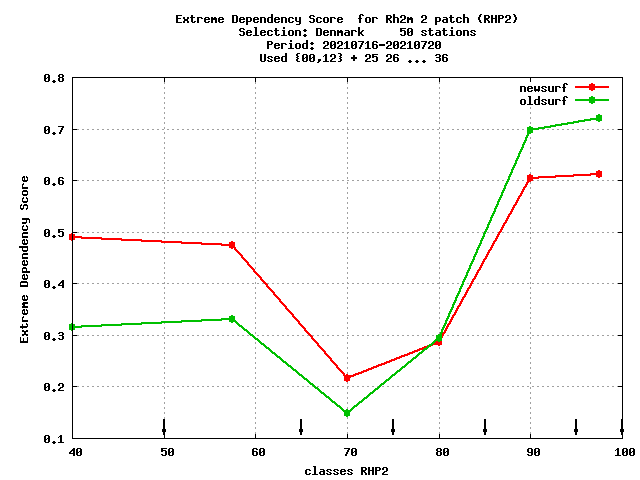 Extreme Dependency Score  for Rh2m 2 patch (RHP2)
Selection: Denmark     50 stations
Period: 20210716-20210720
Used {00,12} + 25 26 ... 36
newsurf
oldsurf
0.8
0.7
0.6
0.5
0.4
0.3
0.2
0.1
Extreme Dependency Score
40 50 60 70 80 90 100
classes RHP2